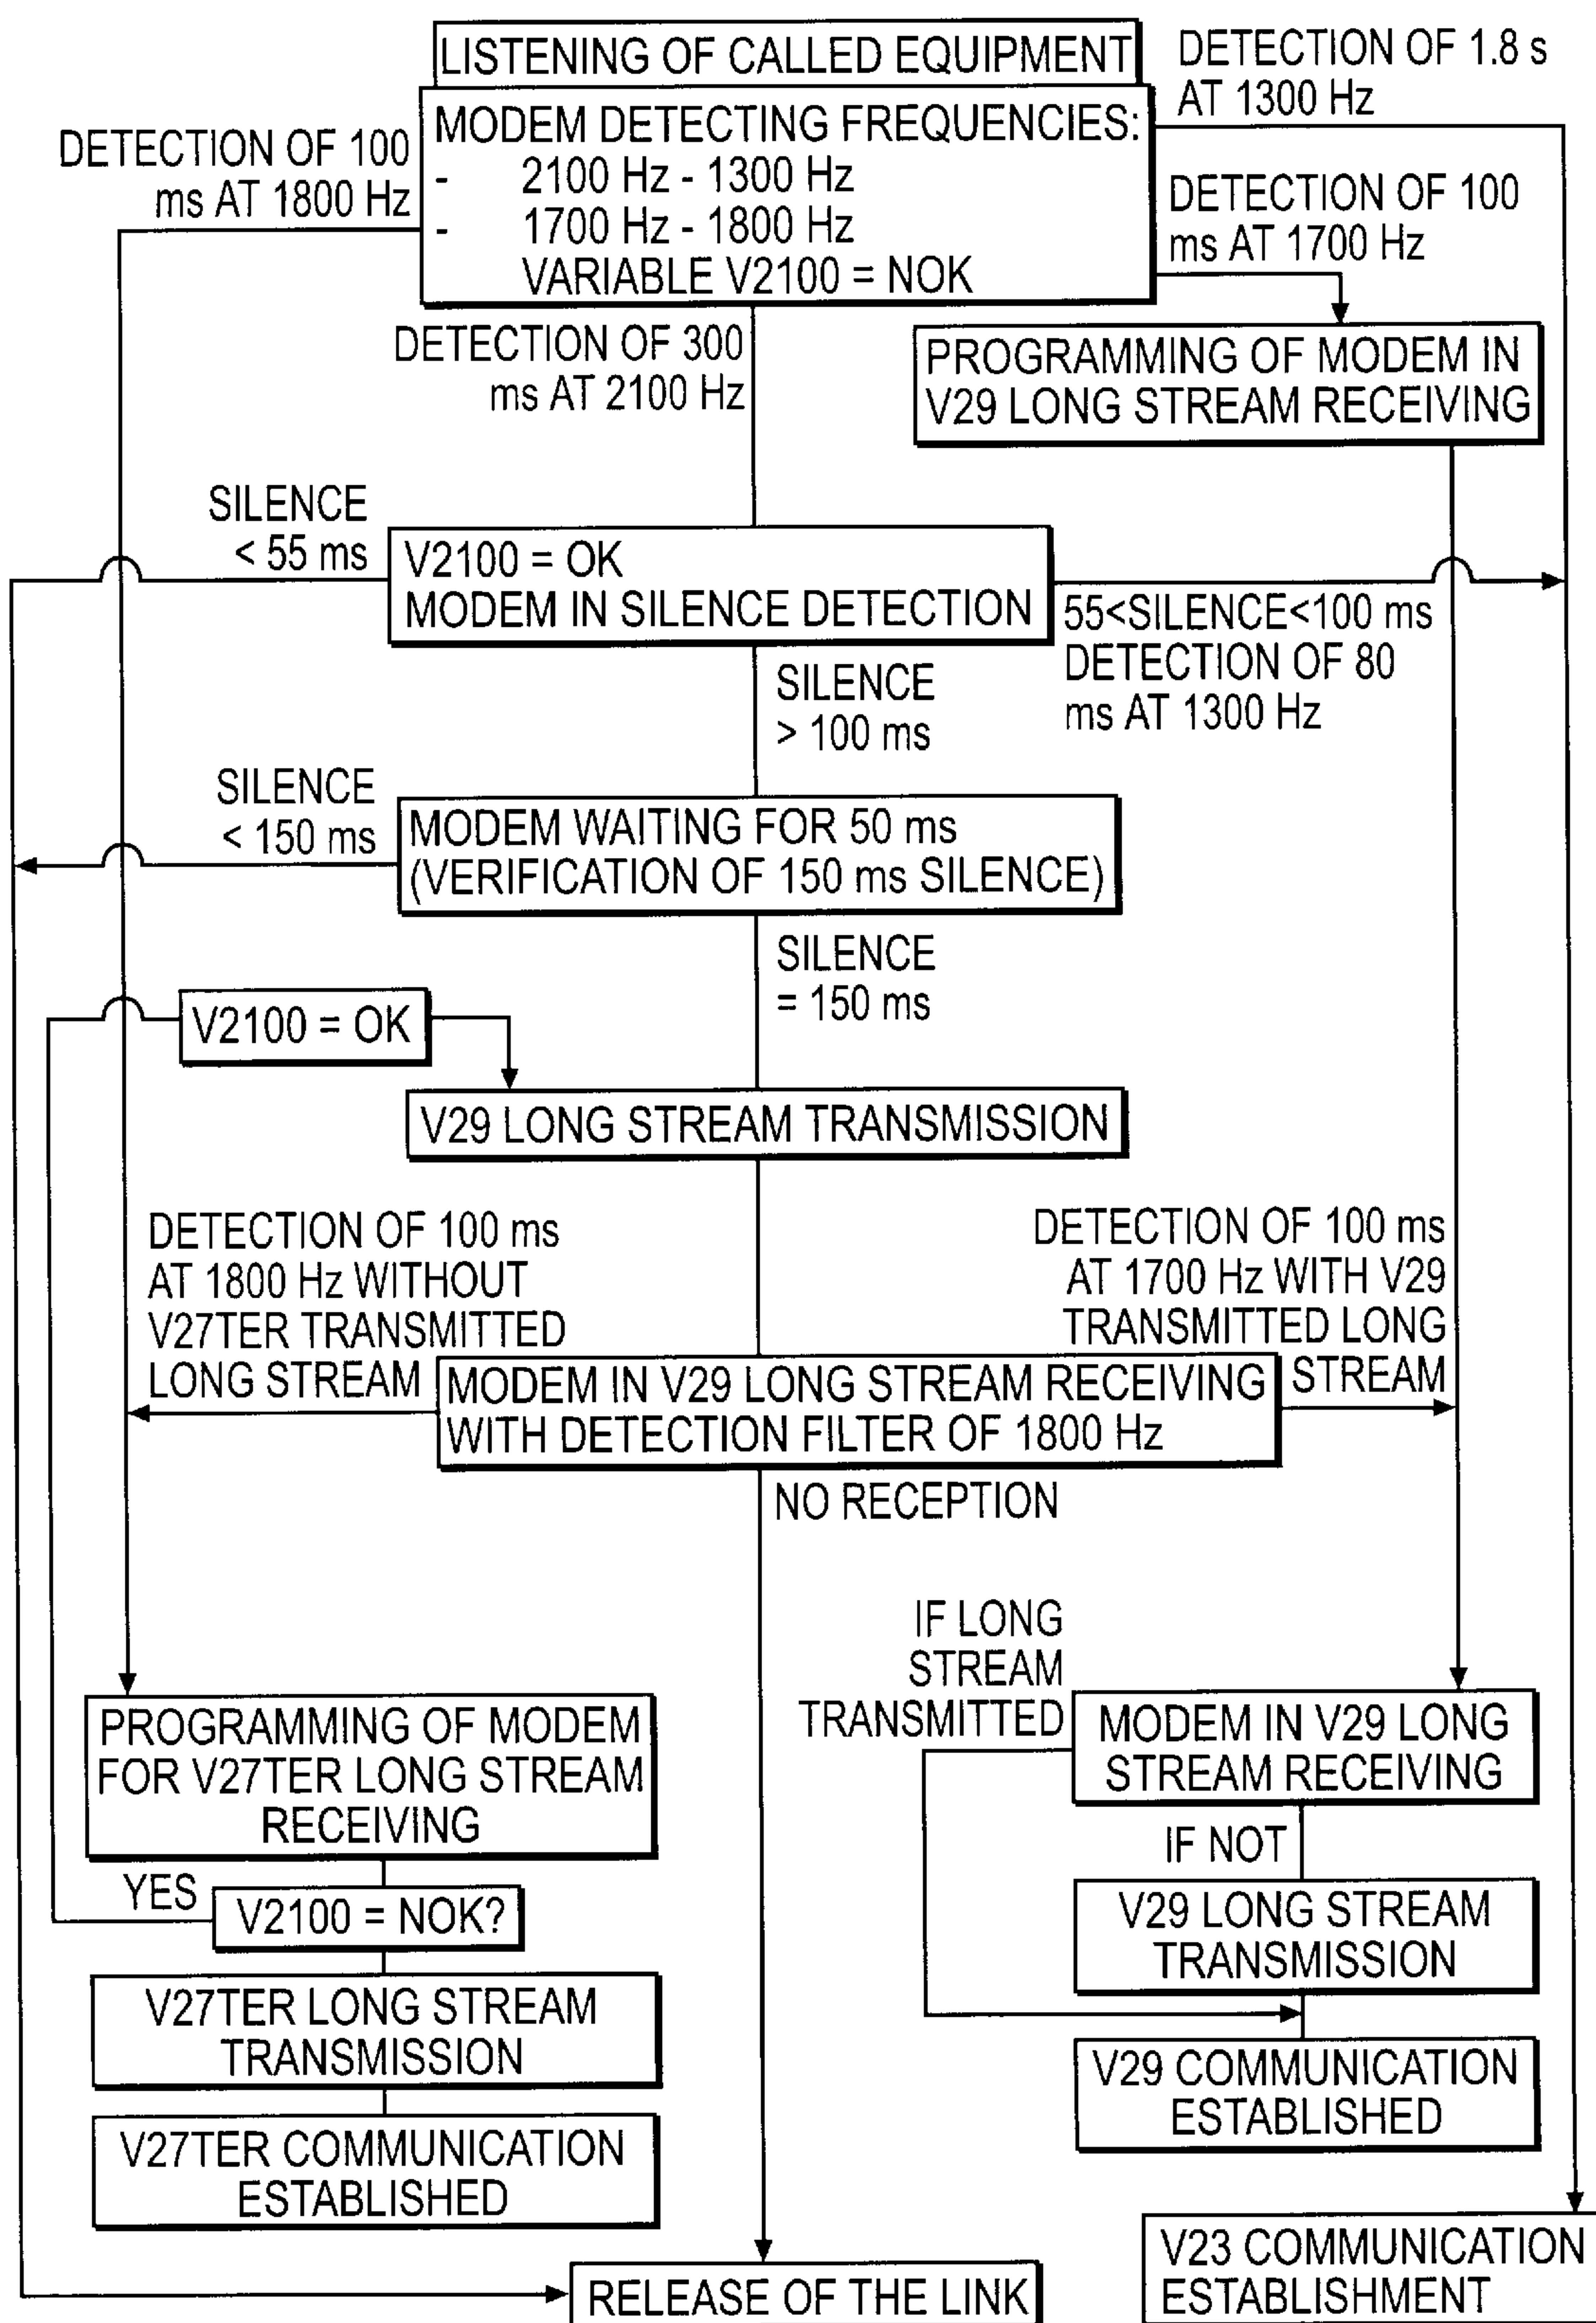 LISTENING OF CALLED EQUIPMENT
DETECTION OF 1.8 s
AT 1300 Hz
MODEM DETECTING FREQUENCIES:
- 2100 Hz - 1300 Hz
- 1700 Hz - 1800 Hz
VARIABLE V2100 = NOK
DETECTION OF 100
ms AT 1800 Hz
DETECTION OF 100
ms AT 1700 Hz
DETECTION OF 300
ms AT 2100 Hz
PROGRAMMING OF MODEM IN
V29 LONG STREAM RECEIVING
SILENCE
< 55 ms
V2100 = OK
MODEM IN SILENCE DETECTION
55<SILENCE<100 ms
DETECTION OF 80
ms AT 1300 Hz
SILENCE
> 100 ms
SILENCE
< 150 ms
MODEM WAITING FOR 50 ms
(VERIFICATION OF 150 ms SILENCE)
SILENCE
= 150 ms
V2100 = OK
V29 LONG STREAM TRANSMISSION
DETECTION OF 100 ms
AT 1800 Hz WITHOUT
V27TER TRANSMITTED
LONG STREAM
DETECTION OF 100 ms
AT 1700 Hz WITH V29
TRANSMITTED LONG
STREAM
MODEM IN V29 LONG STREAM RECEIVING
WITH DETECTION FILTER OF 1800 Hz
NO RECEPTION
IF LONG
STREAM
TRANSMITTED
PROGRAMMING OF MODEM
FOR V27TER LONG STREAM
RECEIVING
MODEM IN V29 LONG
STREAM RECEIVING
IF NOT
YES
V2100 = NOK?
V29 LONG STREAM
TRANSMISSION
V27TER LONG STREAM
TRANSMISSION
V29 COMMUNICATION
ESTABLISHED
V27TER COMMUNICATION
ESTABLISHED
V23 COMMUNICATION
ESTABLISHMENT
RELEASE OF THE LINK